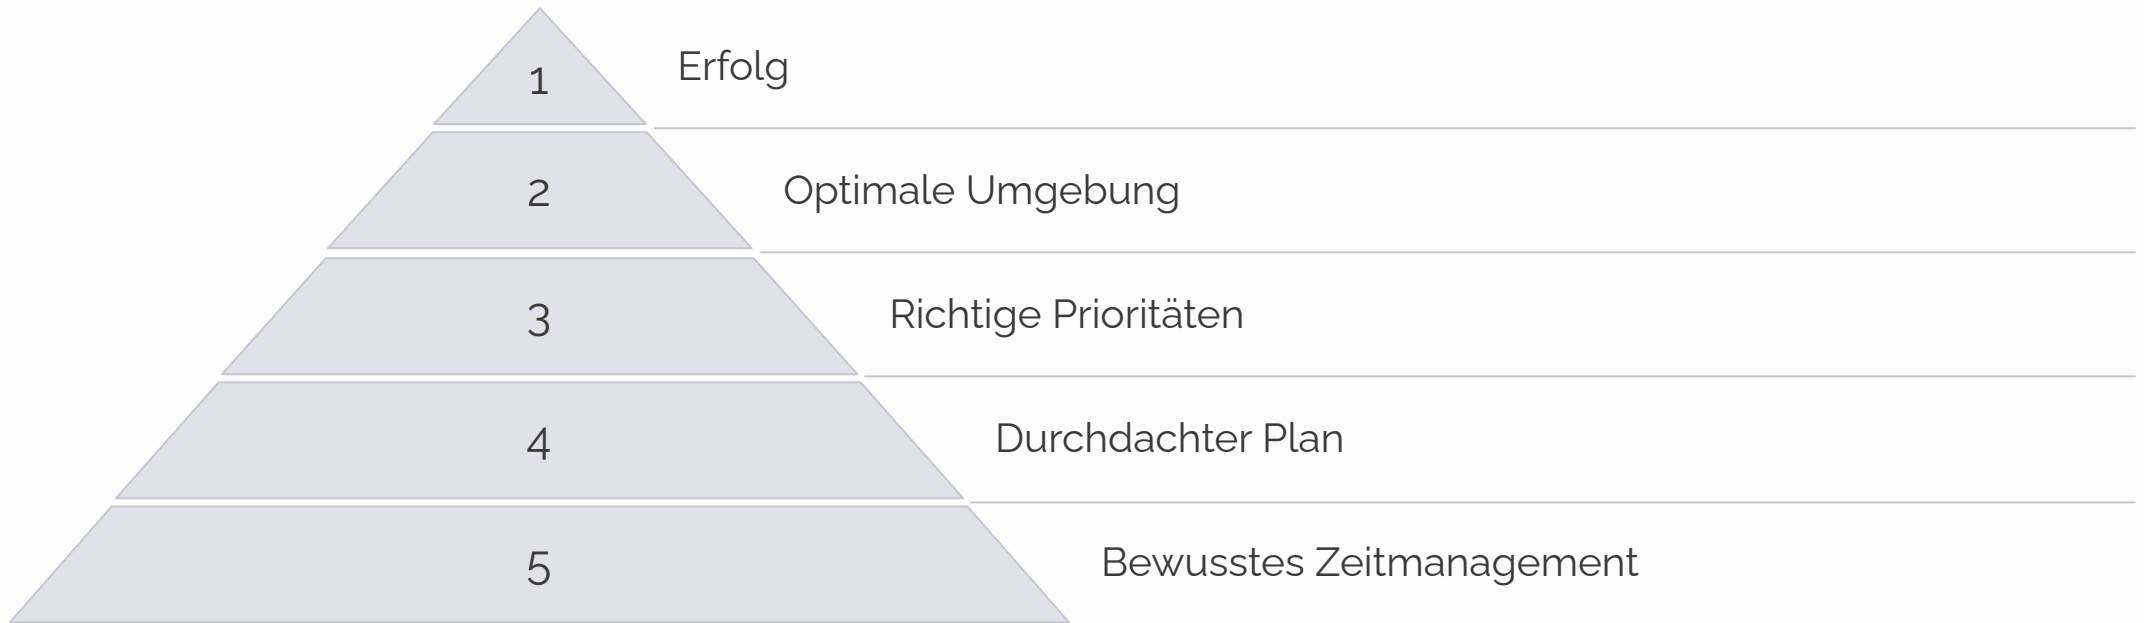 1 Erfolg
2 Optimale Umgebung
3 Richtige Prioritäten
4 Durchdachter Plan
5 Bewusstes Zeitmanagement